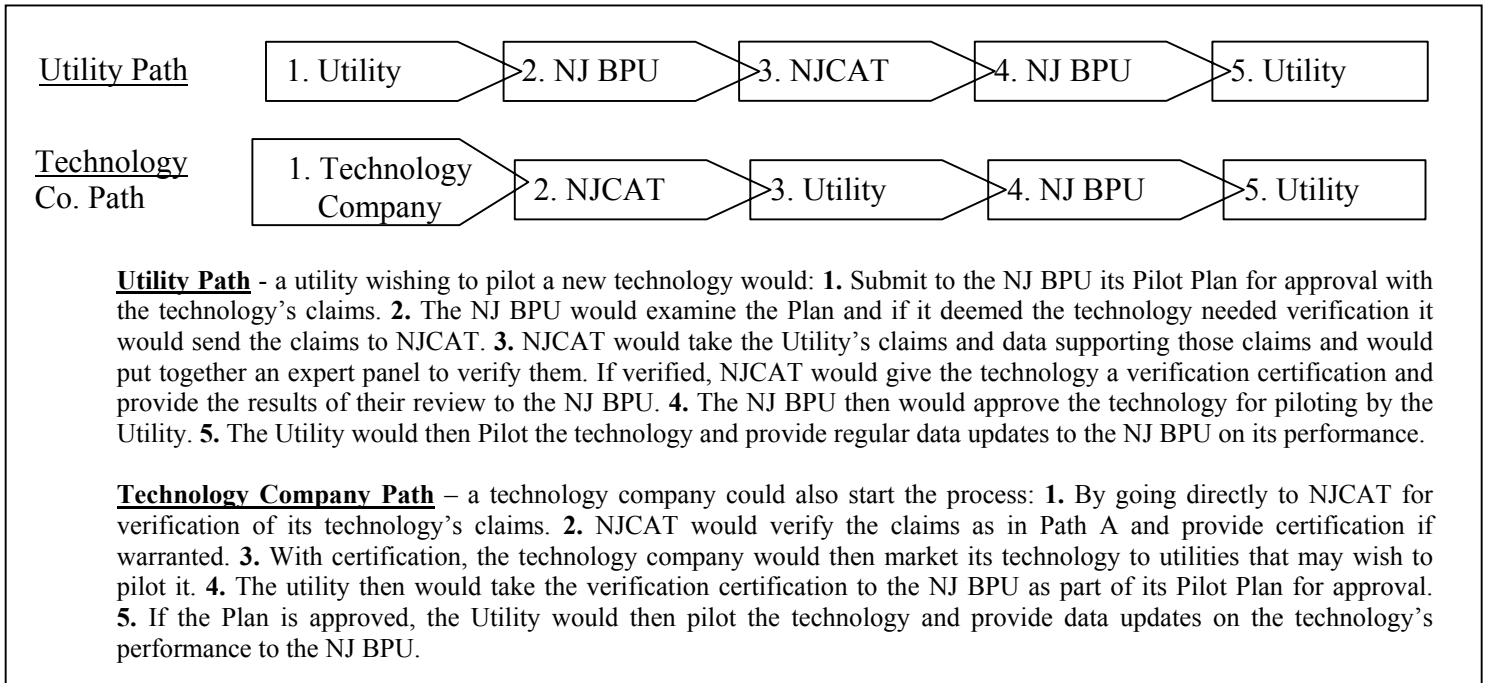 Utility Path 1. Utility 2. NJ BPU 3. NJCAT 4. NJ BPU 5. Utility
Technology
Co. Path
1. Technology
Company
2. NJCAT 3. Utility 4. NJ BPU 5. Utility
Utility Path - a utility wishing to pilot a new technology would: 1. Submit to the NJ BPU its Pilot Plan for approval with
the technology’s claims. 2. The NJ BPU would examine the Plan and if it deemed the technology needed verification it
would send the claims to NJCAT. 3. NJCAT would take the Utility’s claims and data supporting those claims and would
put together an expert panel to verify them. If verified, NJCAT would give the technology a verification certification and
provide the results of their review to the NJ BPU. 4. The NJ BPU then would approve the technology for piloting by the
Utility. 5. The Utility would then Pilot the technology and provide regular data updates to the NJ BPU on its performance.
Technology Company Path – a technology company could also start the process: 1. By going directly to NJCAT for
verification of its technology’s claims. 2. NJCAT would verify the claims as in Path A and provide certification if
warranted. 3. With certification, the technology company would then market its technology to utilities that may wish to
pilot it. 4. The utility then would take the verification certification to the NJ BPU as part of its Pilot Plan for approval.
5. If the Plan is approved, the Utility would then pilot the technology and provide data updates on the technology’s
performance to the NJ BPU.